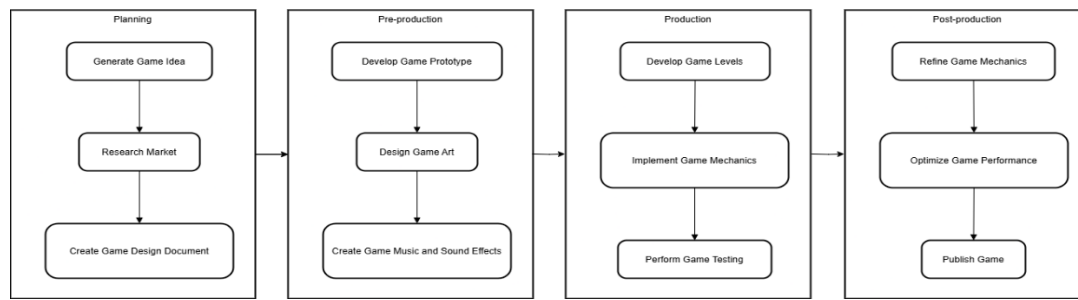 Planning
Generate Game Idea
Research Market
Create Game Design Document
Pre-production
Develop Game Prototype
Design Game Art
Create Game Music and Sound Effects
Production
Develop Game Levels
Implement Game Mechanics
Perform Game Testing
Post-production
Refine Game Mechanics
Optimize Game Performance
Publish Game